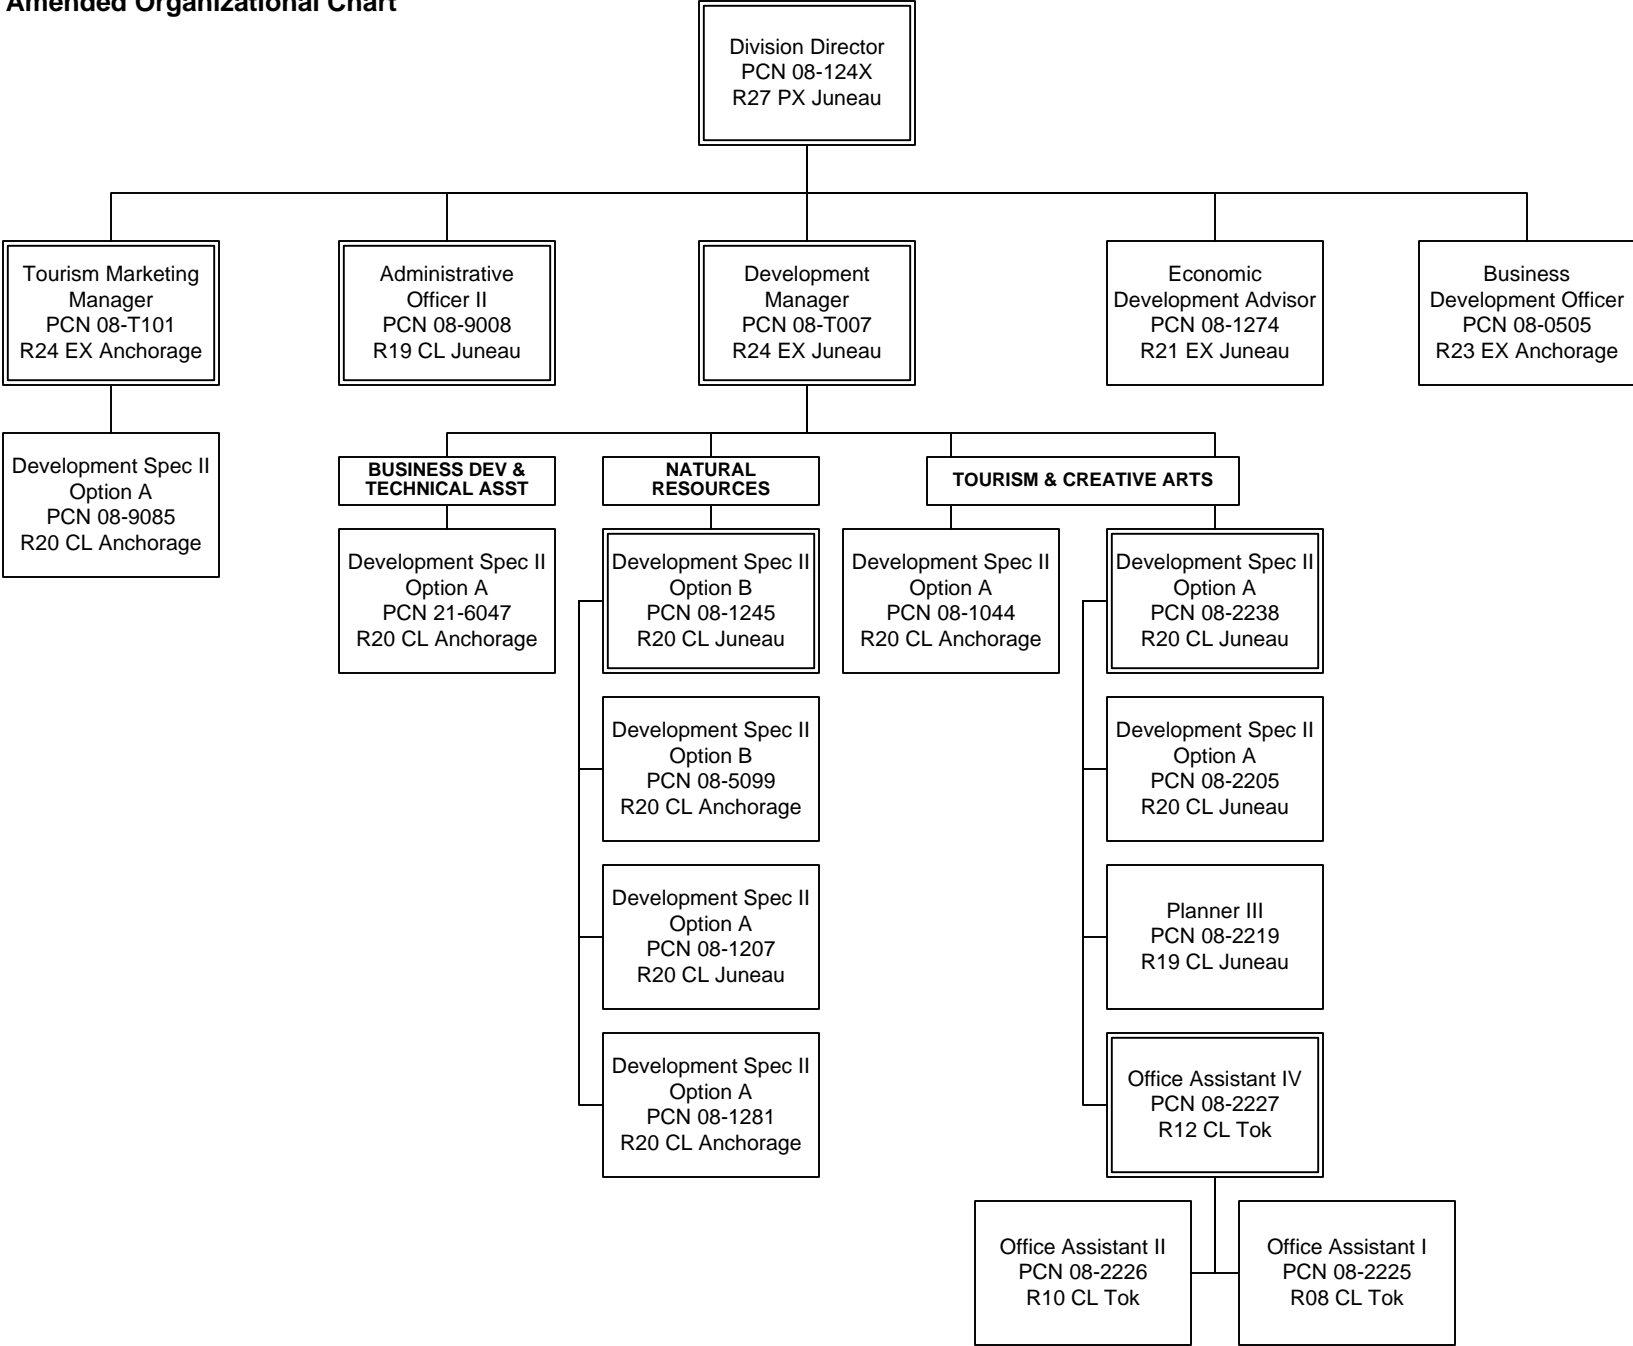 Amended Organizational Chart
Division Director
PCN 08-124X
R27 PX Juneau
Tourism Marketing
Manager
PCN 08-T101
R24 EX Anchorage
Administrative
Officer II
PCN 08-9008
R19 CL Juneau
Development
Manager
PCN 08-T007
R24 EX Juneau
Economic
Development Advisor
PCN 08-1274
R21 EX Juneau
Business
Development Officer
PCN 08-0505
R23 EX Anchorage
Development Spec II
Option A
PCN 08-9085
R20 CL Anchorage
BUSINESS DEV &
TECHNICAL ASST
NATURAL
RESOURCES
TOURISM & CREATIVE ARTS
Development Spec II
Option A
PCN 21-6047
R20 CL Anchorage
Development Spec II
Option B
PCN 08-1245
R20 CL Juneau
Development Spec II
Option A
PCN 08-1044
R20 CL Anchorage
Development Spec II
Option A
PCN 08-2238
R20 CL Juneau
Development Spec II
Option B
PCN 08-5099
R20 CL Anchorage
Development Spec II
Option A
PCN 08-2205
R20 CL Juneau
Development Spec II
Option A
PCN 08-1207
R20 CL Juneau
Planner III
PCN 08-2219
R19 CL Juneau
Development Spec II
Option A
PCN 08-1281
R20 CL Anchorage
Office Assistant IV
PCN 08-2227
R12 CL Tok
Office Assistant II
PCN 08-2226
R10 CL Tok
Office Assistant I
PCN 08-2225
R08 CL Tok